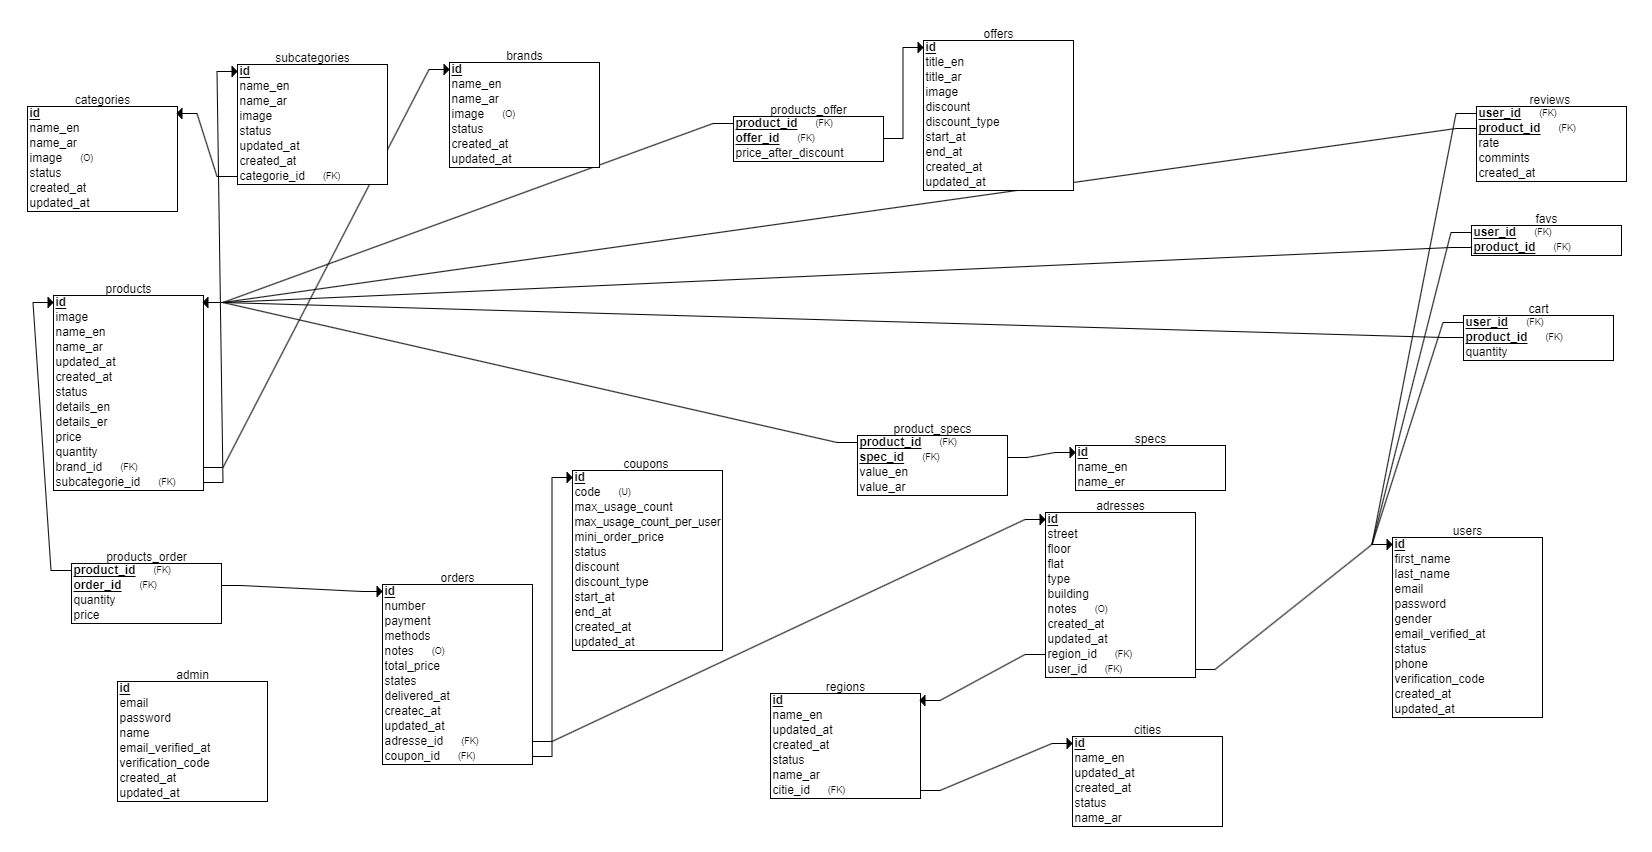 categories
id
name_en
name_ar
image (O)
status
created_at
updated_at
subcategories
id
name_en
name_ar
image
status
updated_at
created_at
categorie_id (FK)
brands
id
name_en
name_ar
image (O)
status
created_at
updated_at
products_offer
product_id (FK)
offer_id (FK)
price_after_discount
offers
id
title_en
title_ar
image
discount
discount_type
start_at
end_at
created_at
updated_at
reviews
user_id (FK)
product_id (FK)
rate
commints
created_at
favs
user_id (FK)
product_id (FK)
cart
user_id (FK)
product_id (FK)
quantity
products
id
image
name_en
name_ar
updated_at
created_at
status
details_en
details_er
price
quantity
brand_id (FK)
subcategorie_id (FK)
product_specs
product_id (FK)
spec_id (FK)
value_en
value_ar
specs
id
name_en
name_er
coupons
id
code (U)
max_usage_count
max_usage_count_per_user
mini_order_price
status
discount
discount_type
start_at
end_at
created_at
updated_at
adresses
id
street
floor
flat
type
building
notes (O)
created_at
updated_at
region_id (FK)
user_id (FK)
users
id
first_name
last_name
email
password
gender
email_verified_at
status
phone
verification_code
created_at
updated_at
products_order
product_id (FK)
order_id (FK)
quantity
price
orders
id
number
payment
methods
notes (O)
total_price
states
delivered_at
createc_at
updated_at
adresse_id (FK)
coupon_id (FK)
admin
id
email
password
name
email_verified_at
verification_code
created_at
updated_at
regions
id
name_en
updated_at
created_at
status
name_ar
citie_id (FK)
cities
id
name_en
updated_at
created_at
status
name_ar